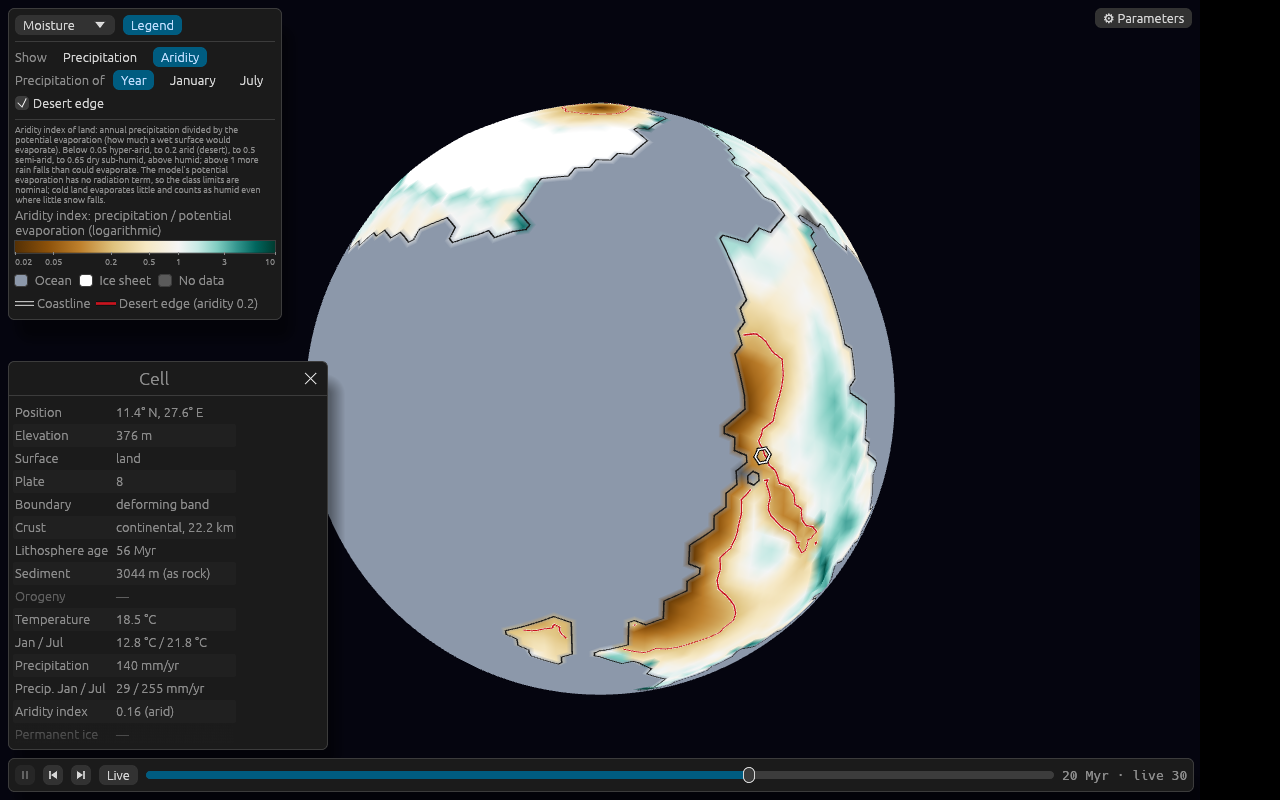 Moisture
Legend
⚙ Parameters
Show Precipitation Aridity
Precipitation of Year January July
Desert edge
Aridity index of land: annual precipitation divided by the
potential evaporation (how much a wet surface would
evaporate). Below 0.05 hyper-arid, to 0.2 arid (desert), to 0.5
semi-arid, to 0.65 dry sub-humid, above humid; above 1 more
rain falls than could evaporate. The model's potential
evaporation has no radiation term, so the class limits are
nominal; cold land evaporates little and counts as humid even
where little snow falls.
Aridity index: precipitation / potential
evaporation (logarithmic)
0.02 0.05 0.2 0.5 1 3 10
Ocean Ice sheet No data
Coastline Desert edge (aridity 0.2)
Cell
Position 11.4° N, 27.6° E
Elevation 376 m
Surface land
Plate 8
Boundary deforming band
Crust continental, 22.2 km
Lithosphere age 56 Myr
Sediment 3044 m (as rock)
Orogeny —
Temperature 18.5 °C
Jan / Jul 12.8 °C / 21.8 °C
Precipitation 140 mm/yr
Precip. Jan / Jul 29 / 255 mm/yr
Aridity index 0.16 (arid)
Permanent ice —
Live
20 Myr · live 30